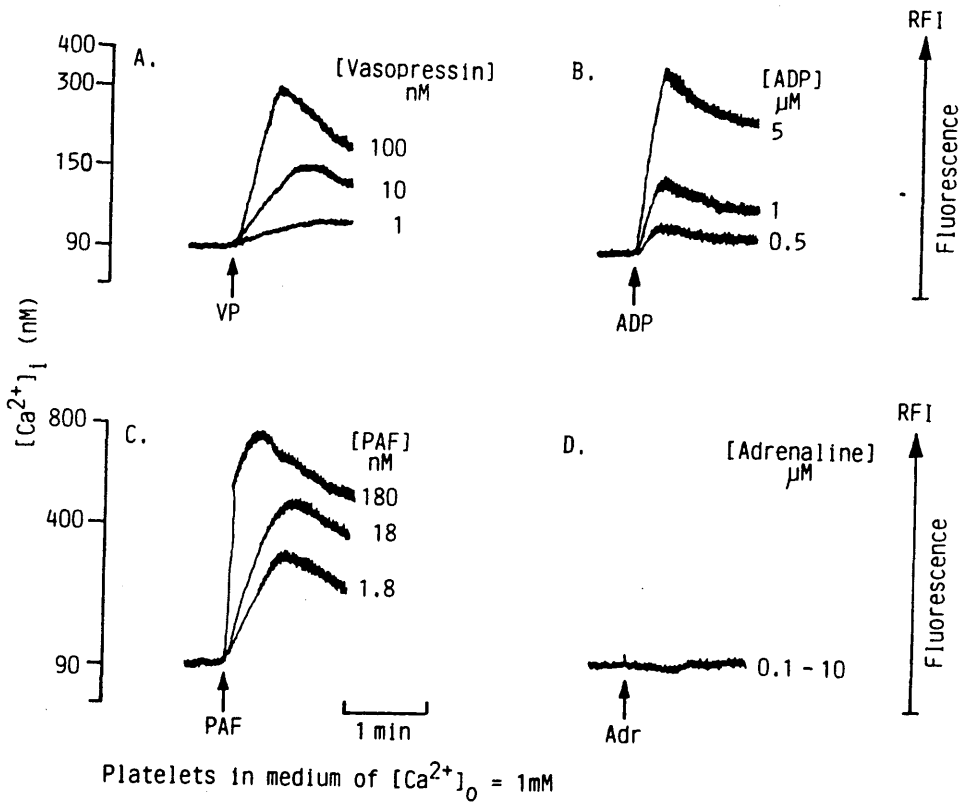 A.
400
300
150
90
[Vasopressin]
nM
100
10
1
VP
B.
[ADP]
µM
5
1
0.5
ADP
RFI
Fluorescence
[Ca²⁺]i (nM)
C.
800
400
90
[PAF]
nM
180
18
1.8
PAF
1 min
D.
[Adrenaline]
µM
0.1 - 10
Adr
RFI
Fluorescence
Platelets in medium of [Ca²⁺]o = 1mM